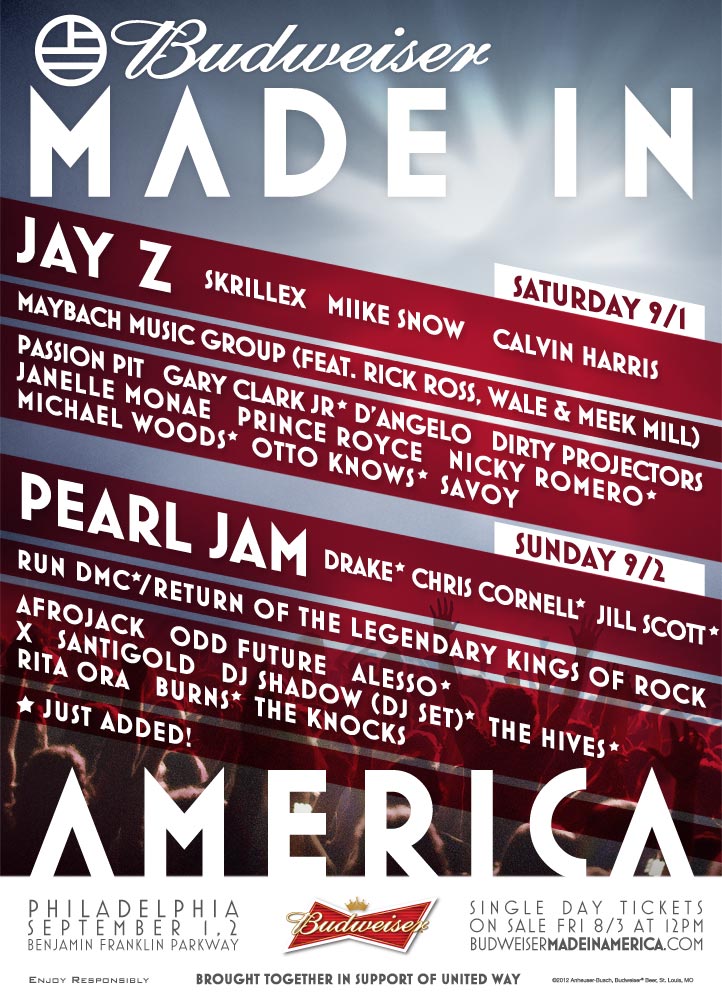 Budweiser
MADE IN
SATURDAY 9/1
JAY Z SKRILLEX MIIKE SNOW CALVIN HARRIS
MAYBACH MUSIC GROUP (FEAT. RICK ROSS, WALE & MEEK MILL)
PASSION PIT GARY CLARK JR* D'ANGELO DIRTY PROJECTORS
JANELLE MONAE PRINCE ROYCE NICKY ROMERO*
MICHAEL WOODS* OTTO KNOWS* SAVOY
SUNDAY 9/2
PEARL JAM DRAKE* CHRIS CORNELL* JILL SCOTT*
RUN DMC*/RETURN OF THE LEGENDARY KINGS OF ROCK
AFROJACK ODD FUTURE ALESSO*
X SANTIGOLD DJ SHADOW (DJ SET)* THE HIVES*
RITA ORA BURNS* THE KNOCKS
★ JUST ADDED!
AMERICA
PHILADELPHIA
SEPTEMBER 1,2
BENJAMIN FRANKLIN PARKWAY
Budweiser
SINGLE DAY TICKETS
ON SALE FRI 8/3 AT 12PM
BUDWEISERMADEINAMERICA.COM
ENJOY RESPONSIBLY
BROUGHT TOGETHER IN SUPPORT OF UNITED WAY
©2012 Anheuser-Busch, Budweiser® Beer, St. Louis, MO